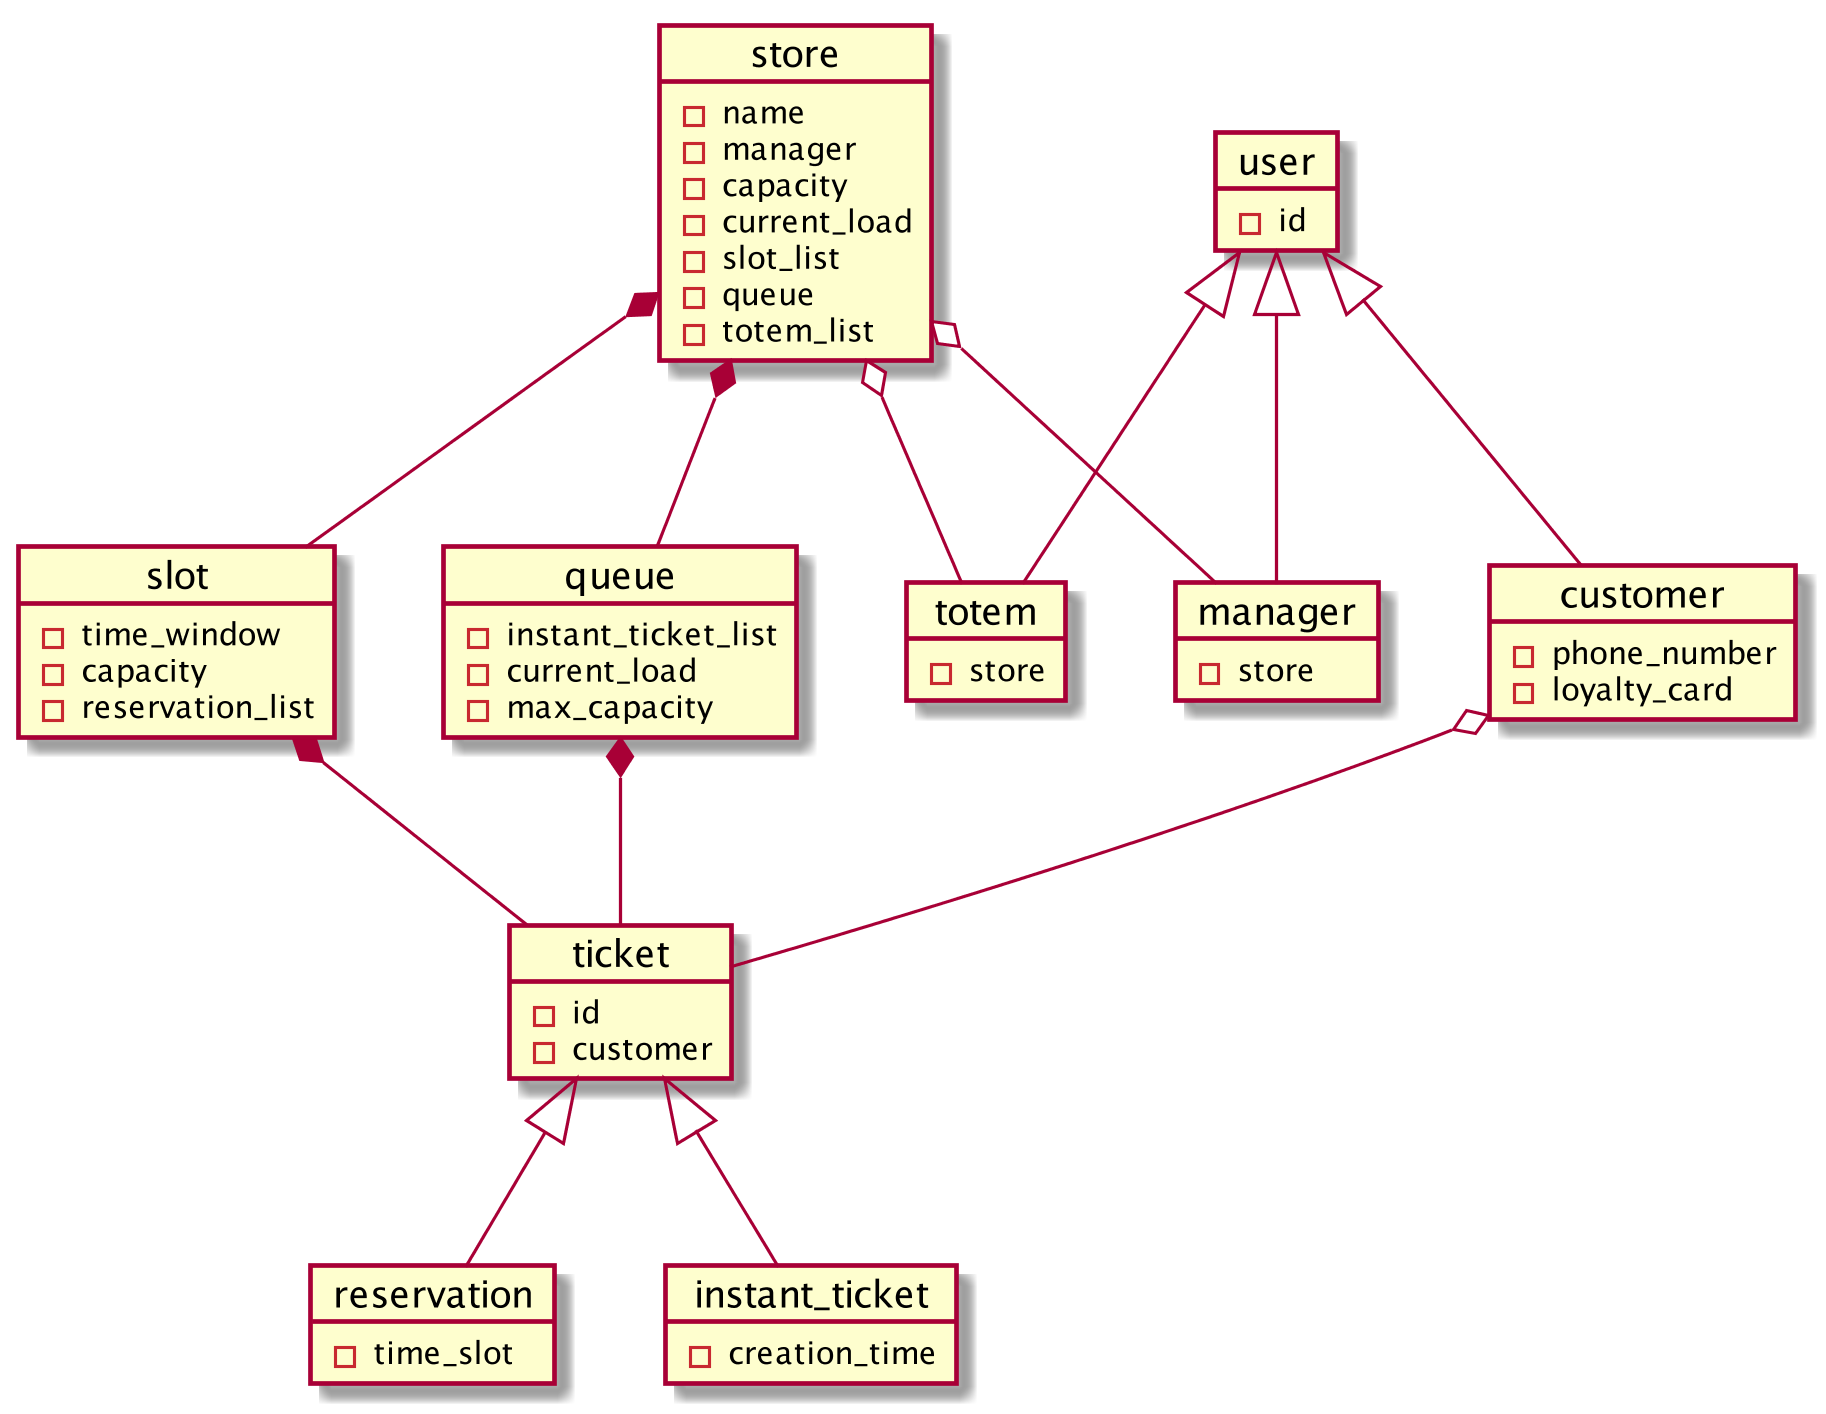 store
name
manager
capacity
current_load
slot_list
queue
totem_list
user
id
slot
time_window
capacity
reservation_list
queue
instant_ticket_list
current_load
max_capacity
totem
store
manager
store
customer
phone_number
loyalty_card
ticket
id
customer
reservation
time_slot
instant_ticket
creation_time